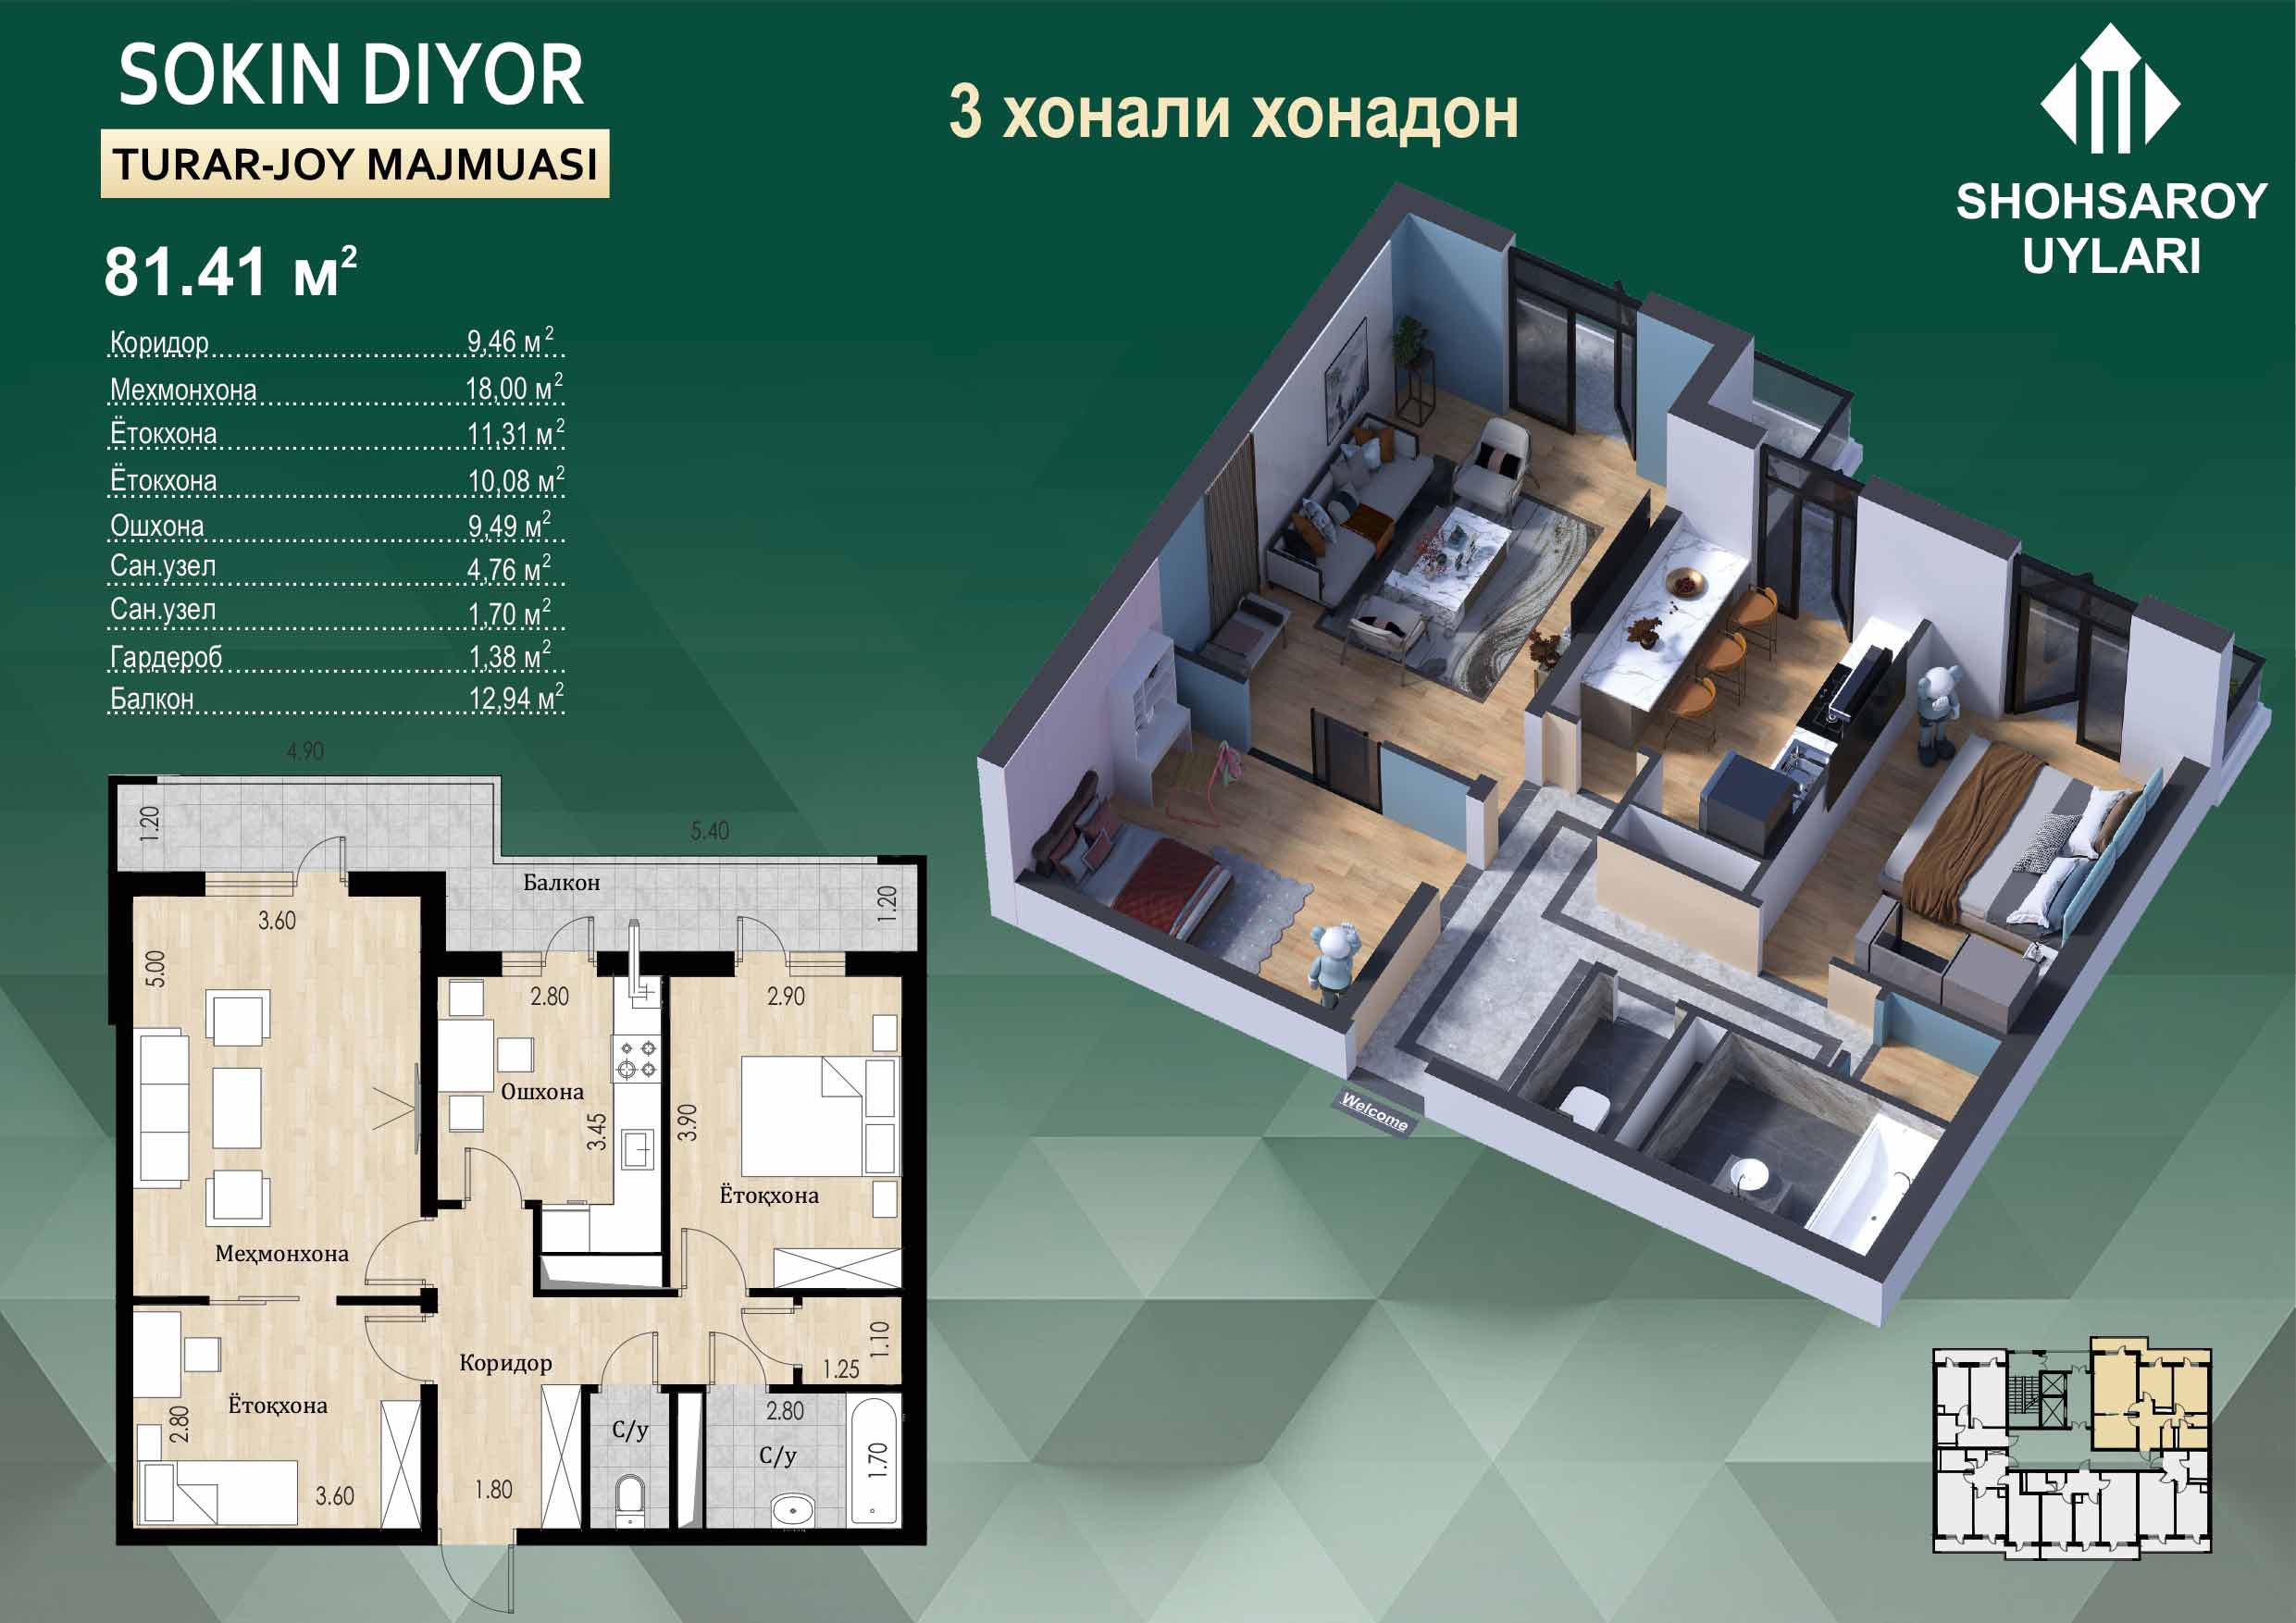 SOKIN DIYOR
TURAR-JOY MAJMUASI
3 хонали хонадон
SHOHSAROY
UYLARI
81.41 м²
Коридор 9,46 м²
Мехмонхона 18,00 м²
Ётокхона 11,31 м²
Ётокхона 10,08 м²
Ошхона 9,49 м²
Сан.узел 4,76 м²
Сан.узел 1,70 м²
Гардероб 1,38 м²
Балкон 12,94 м²
4.90
1.20
5.40
Балкон
1.20
3.60
5.00
2.80
2.90
Ошхона
3.45
3.90
Ётоқхона
Меҳмонхона
1.10
1.25
Коридор
Ётоқхона
2.80
2.80
С/у
С/у
1.70
3.60
1.80
Welcome